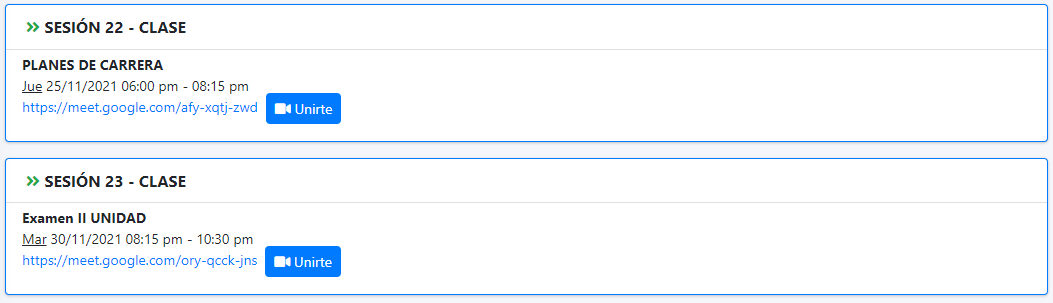 SESIÓN 22 - CLASE
PLANES DE CARRERA
Jue 25/11/2021 06:00 pm - 08:15 pm
https://meet.google.com/afy-xqtj-zwd Unirte
SESIÓN 23 - CLASE
Examen II UNIDAD
Mar 30/11/2021 08:15 pm - 10:30 pm
https://meet.google.com/ory-qcck-jns Unirte